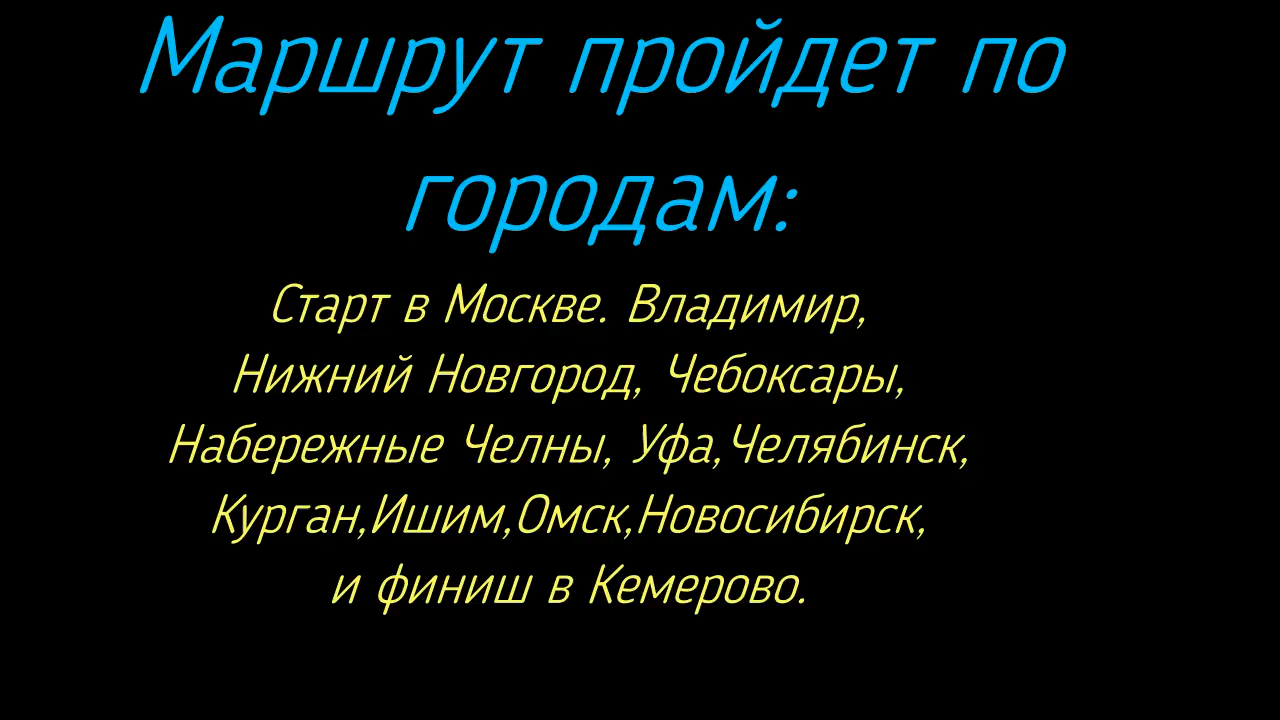 Маршрут пройдет по
городам:
Старт в Москве. Владимир,
Нижний Новгород, Чебоксары,
Набережные Челны, Уфа,Челябинск,
Курган,Ишим,Омск,Новосибирск,
и финиш в Кемерово.